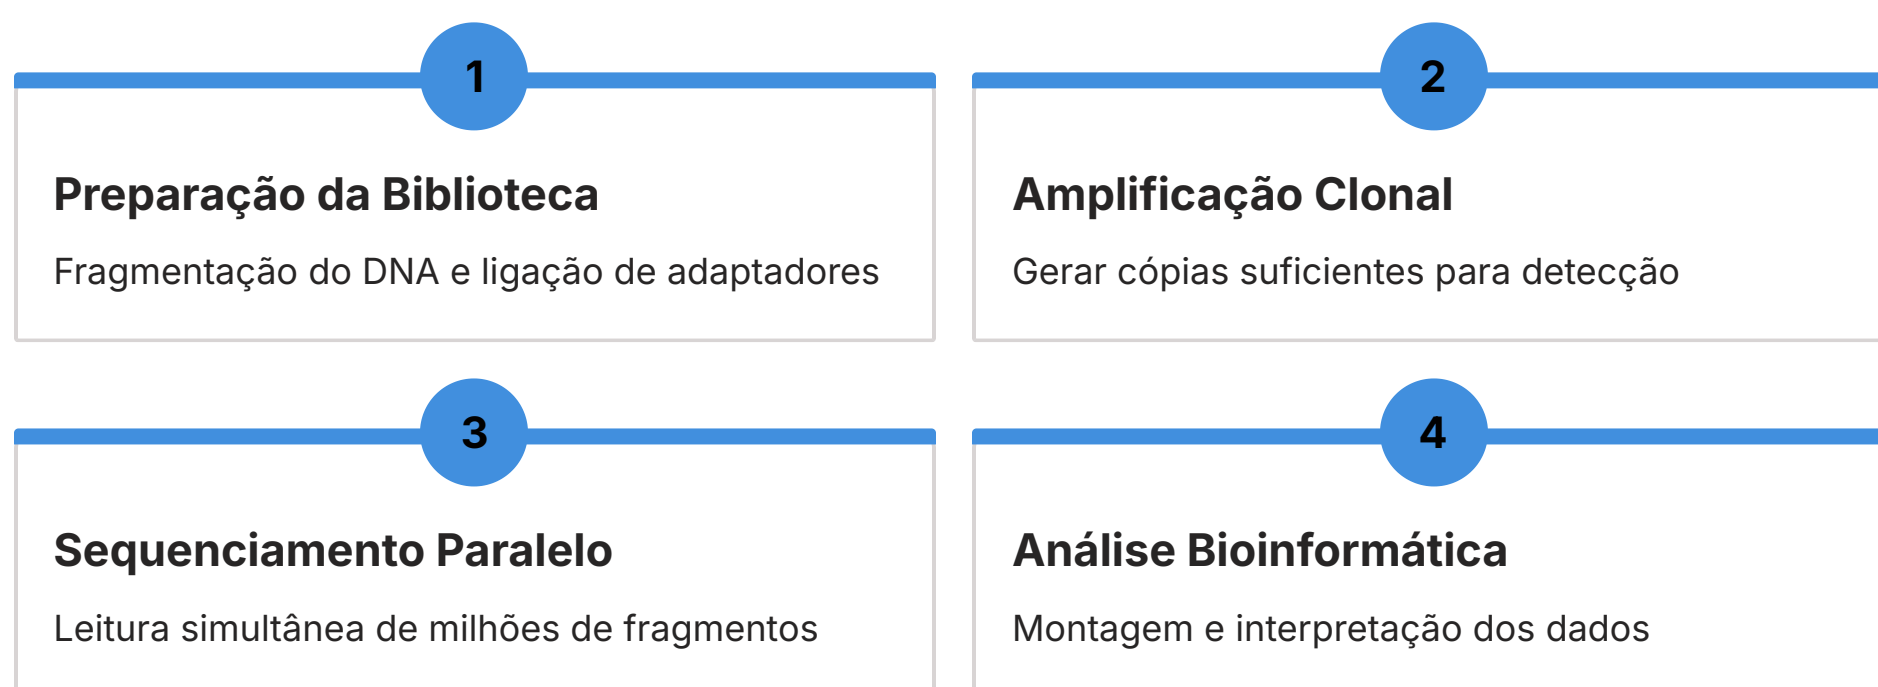 1
Preparação da Biblioteca
Fragmentação do DNA e ligação de adaptadores
2
Amplificação Clonal
Gerar cópias suficientes para detecção
3
Sequenciamento Paralelo
Leitura simultânea de milhões de fragmentos
4
Análise Bioinformática
Montagem e interpretação dos dados